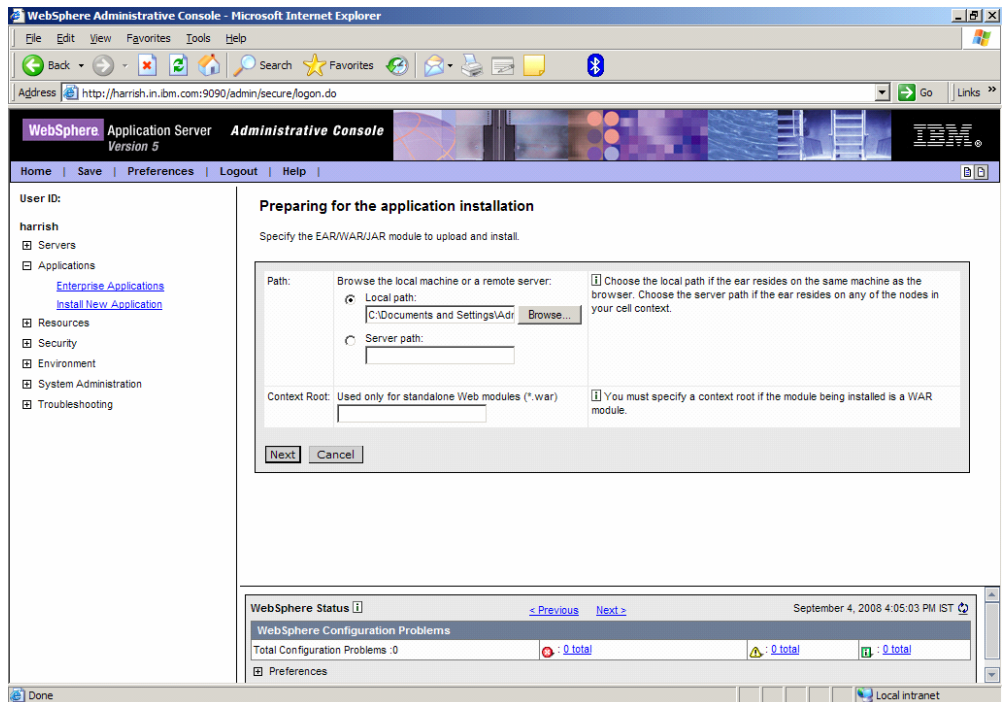 WebSphere Administrative Console - Microsoft Internet Explorer
File Edit View Favorites Tools Help
Back Search Favorites
Address http://harrish.in.ibm.com:9090/admin/secure/logon.do Go Links »
WebSphere Application Server Administrative Console
Version 5
IBM
Home | Save | Preferences | Logout | Help |
User ID:
harrish
Servers
Applications
Enterprise Applications
Install New Application
Resources
Security
Environment
System Administration
Troubleshooting
Preparing for the application installation
Specify the EAR/WAR/JAR module to upload and install.
Path:
Browse the local machine or a remote server:
Local path:
C:\Documents and Settings\Adr Browse...
Server path:
i Choose the local path if the ear resides on the same machine as the
browser. Choose the server path if the ear resides on any of the nodes in
your cell context.
Context Root:
Used only for standalone Web modules (*.war)
i You must specify a context root if the module being installed is a WAR
module.
Next Cancel
WebSphere Status i < Previous Next > September 4, 2008 4:05:03 PM IST
WebSphere Configuration Problems
Total Configuration Problems :0 : 0 total : 0 total : 0 total
Preferences
Done Local intranet